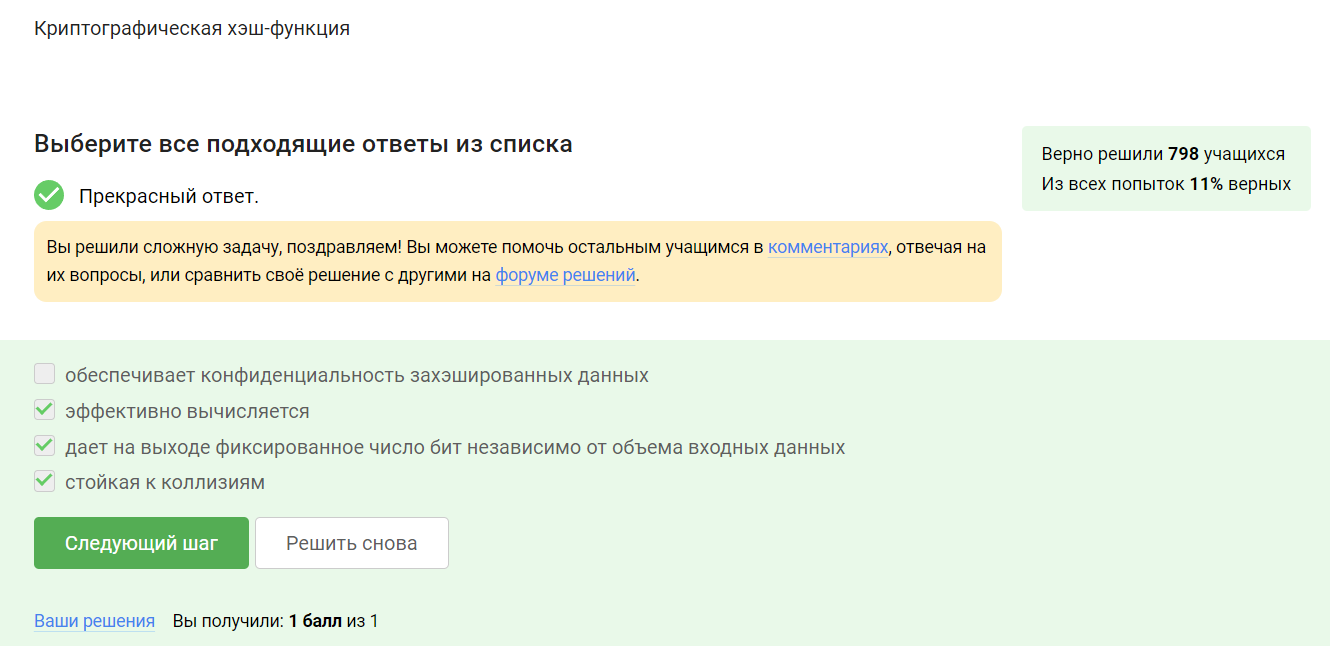 Криптографическая хэш-функция
Выберите все подходящие ответы из списка
Верно решили 798 учащихся
Из всех попыток 11% верных
Прекрасный ответ.
Вы решили сложную задачу, поздравляем! Вы можете помочь остальным учащимся в комментариях, отвечая на
их вопросы, или сравнить своё решение с другими на форуме решений.
обеспечивает конфиденциальность захэшированных данных
эффективно вычисляется
дает на выходе фиксированное число бит независимо от объема входных данных
стойкая к коллизиям
Следующий шаг
Решить снова
Ваши решения Вы получили: 1 балл из 1